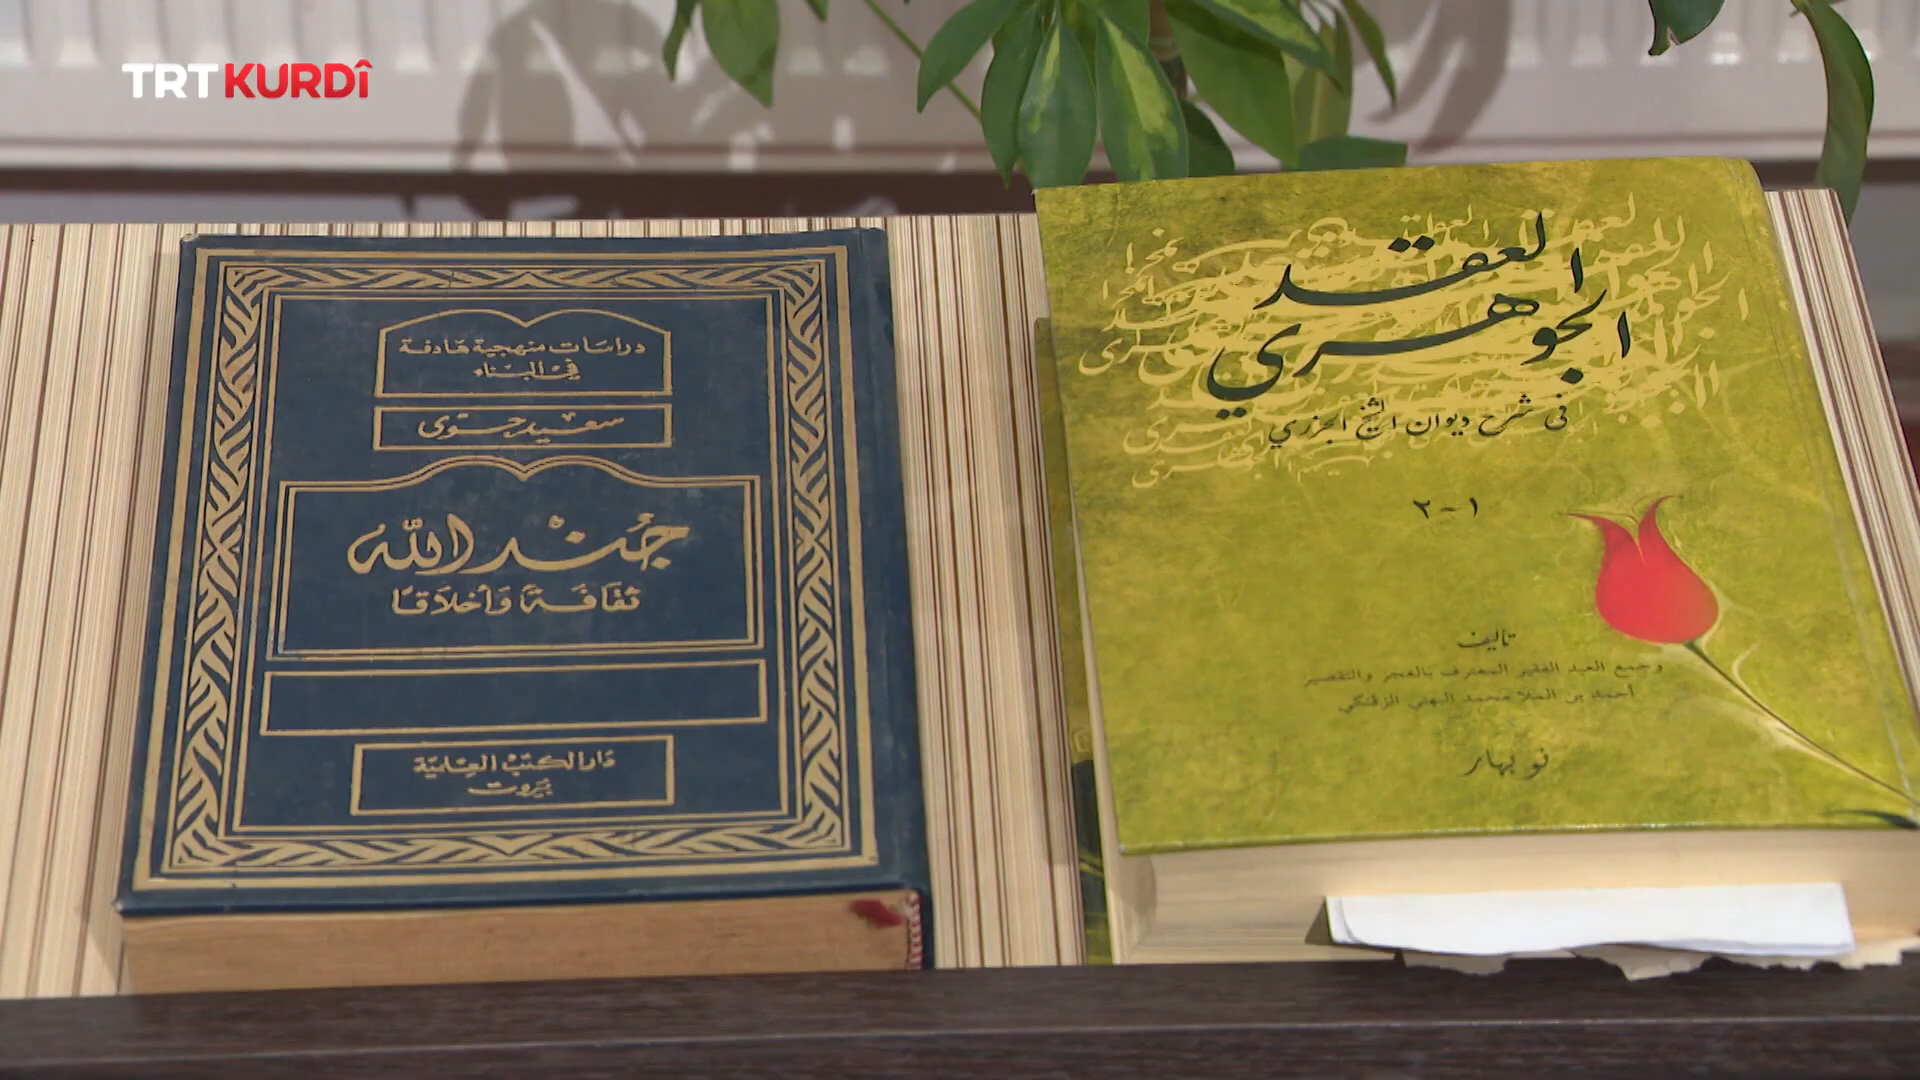 TRT KURDÎ
دراسات منهجية هادفة
في البناء
سعيد حوى
جُند الله
ثقافة وأخلاقا
دار الكتب العلمية
بيروت
العقد
الجوهري
في شرح ديوان الشيخ الجزري
١-٢
تأليف
وجمع العبد الفقير المعترف بالعجز والتقصير
أحمد بن الملا محمد البهتي الزفنكي
نوبهار